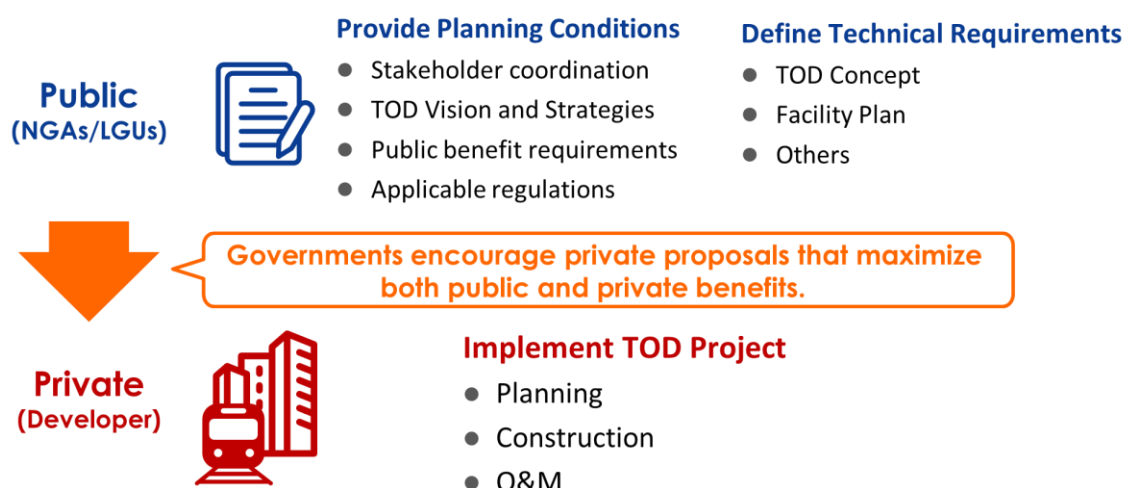 Public
(NGAs/LGUs)
Provide Planning Conditions
● Stakeholder coordination
● TOD Vision and Strategies
● Public benefit requirements
● Applicable regulations
Define Technical Requirements
● TOD Concept
● Facility Plan
● Others
Governments encourage private proposals that maximize
both public and private benefits.
Private
(Developer)
Implement TOD Project
● Planning
● Construction
● O&M